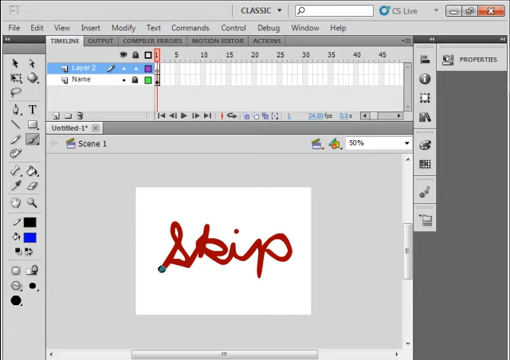 Fl
CLASSIC
CS Live
File Edit View Insert Modify Text Commands Control Debug Window Help
TIMELINE OUTPUT COMPILER ERRORS MOTION EDITOR ACTIONS
PROPERTIES
1 5 10 15 20 25 30 35 40 45
Layer 2
Name
1 24.00fps 0.0s
Untitled-1*
Scene 1
50%
T
Skip